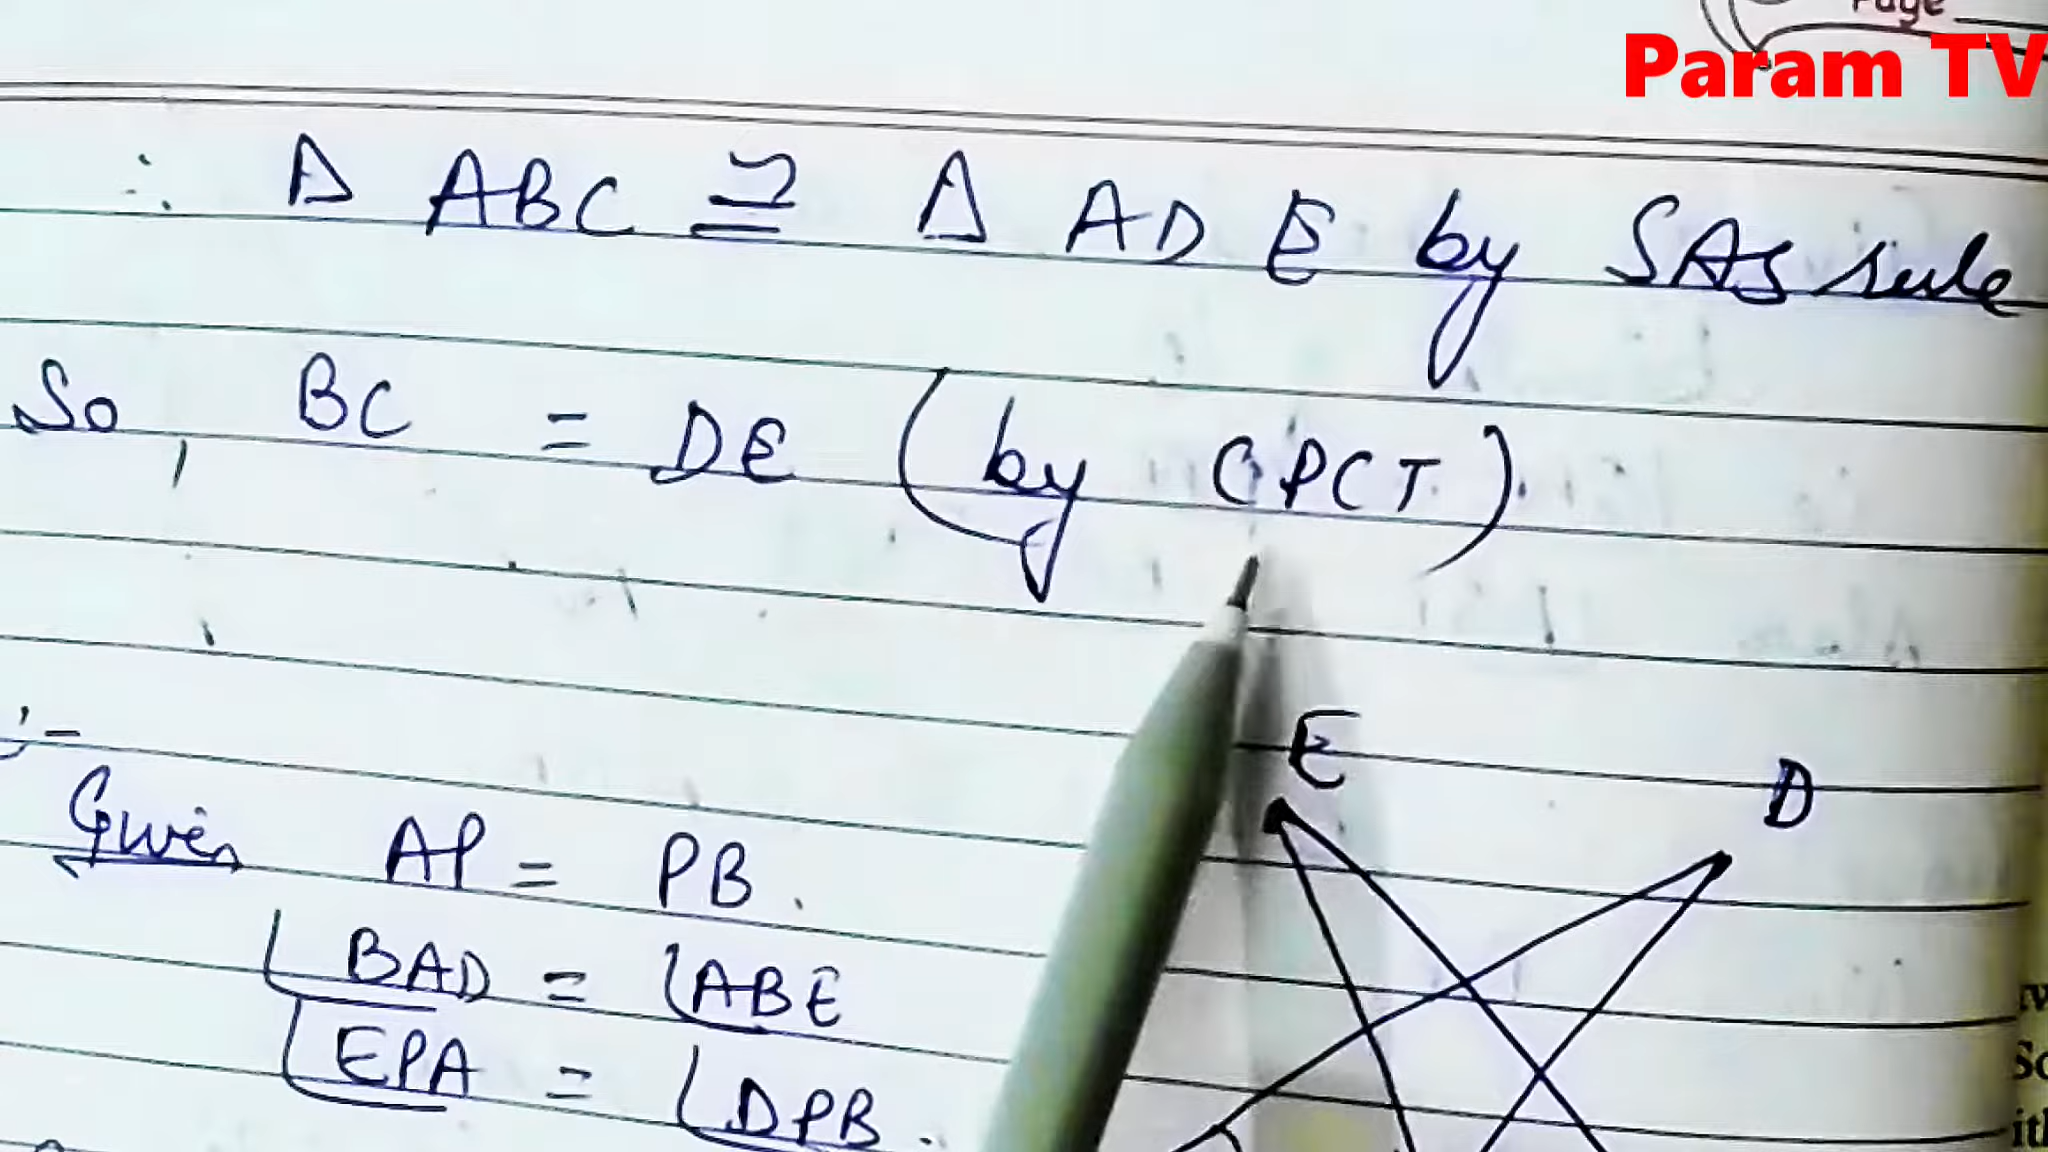 Page
Param TV
∴ Δ ABC ≅ Δ ADE by SAS rule
So, BC = DE (by CPCT)
E
D
Given AP = PB.
∠BAD = ∠ABE
∠EPA = ∠DPB.